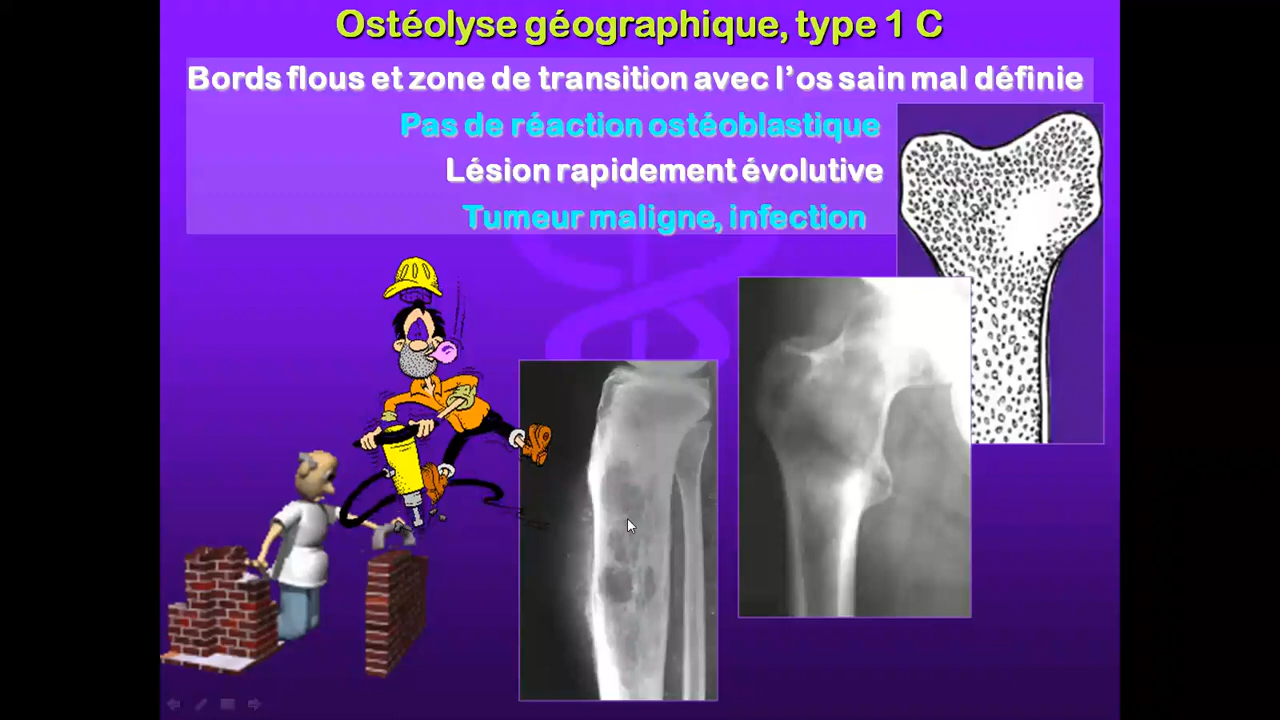 Ostéolyse géographique, type 1 C
Bords flous et zone de transition avec l’os sain mal définie
Pas de réaction ostéoblastique
Lésion rapidement évolutive
Tumeur maligne, infection